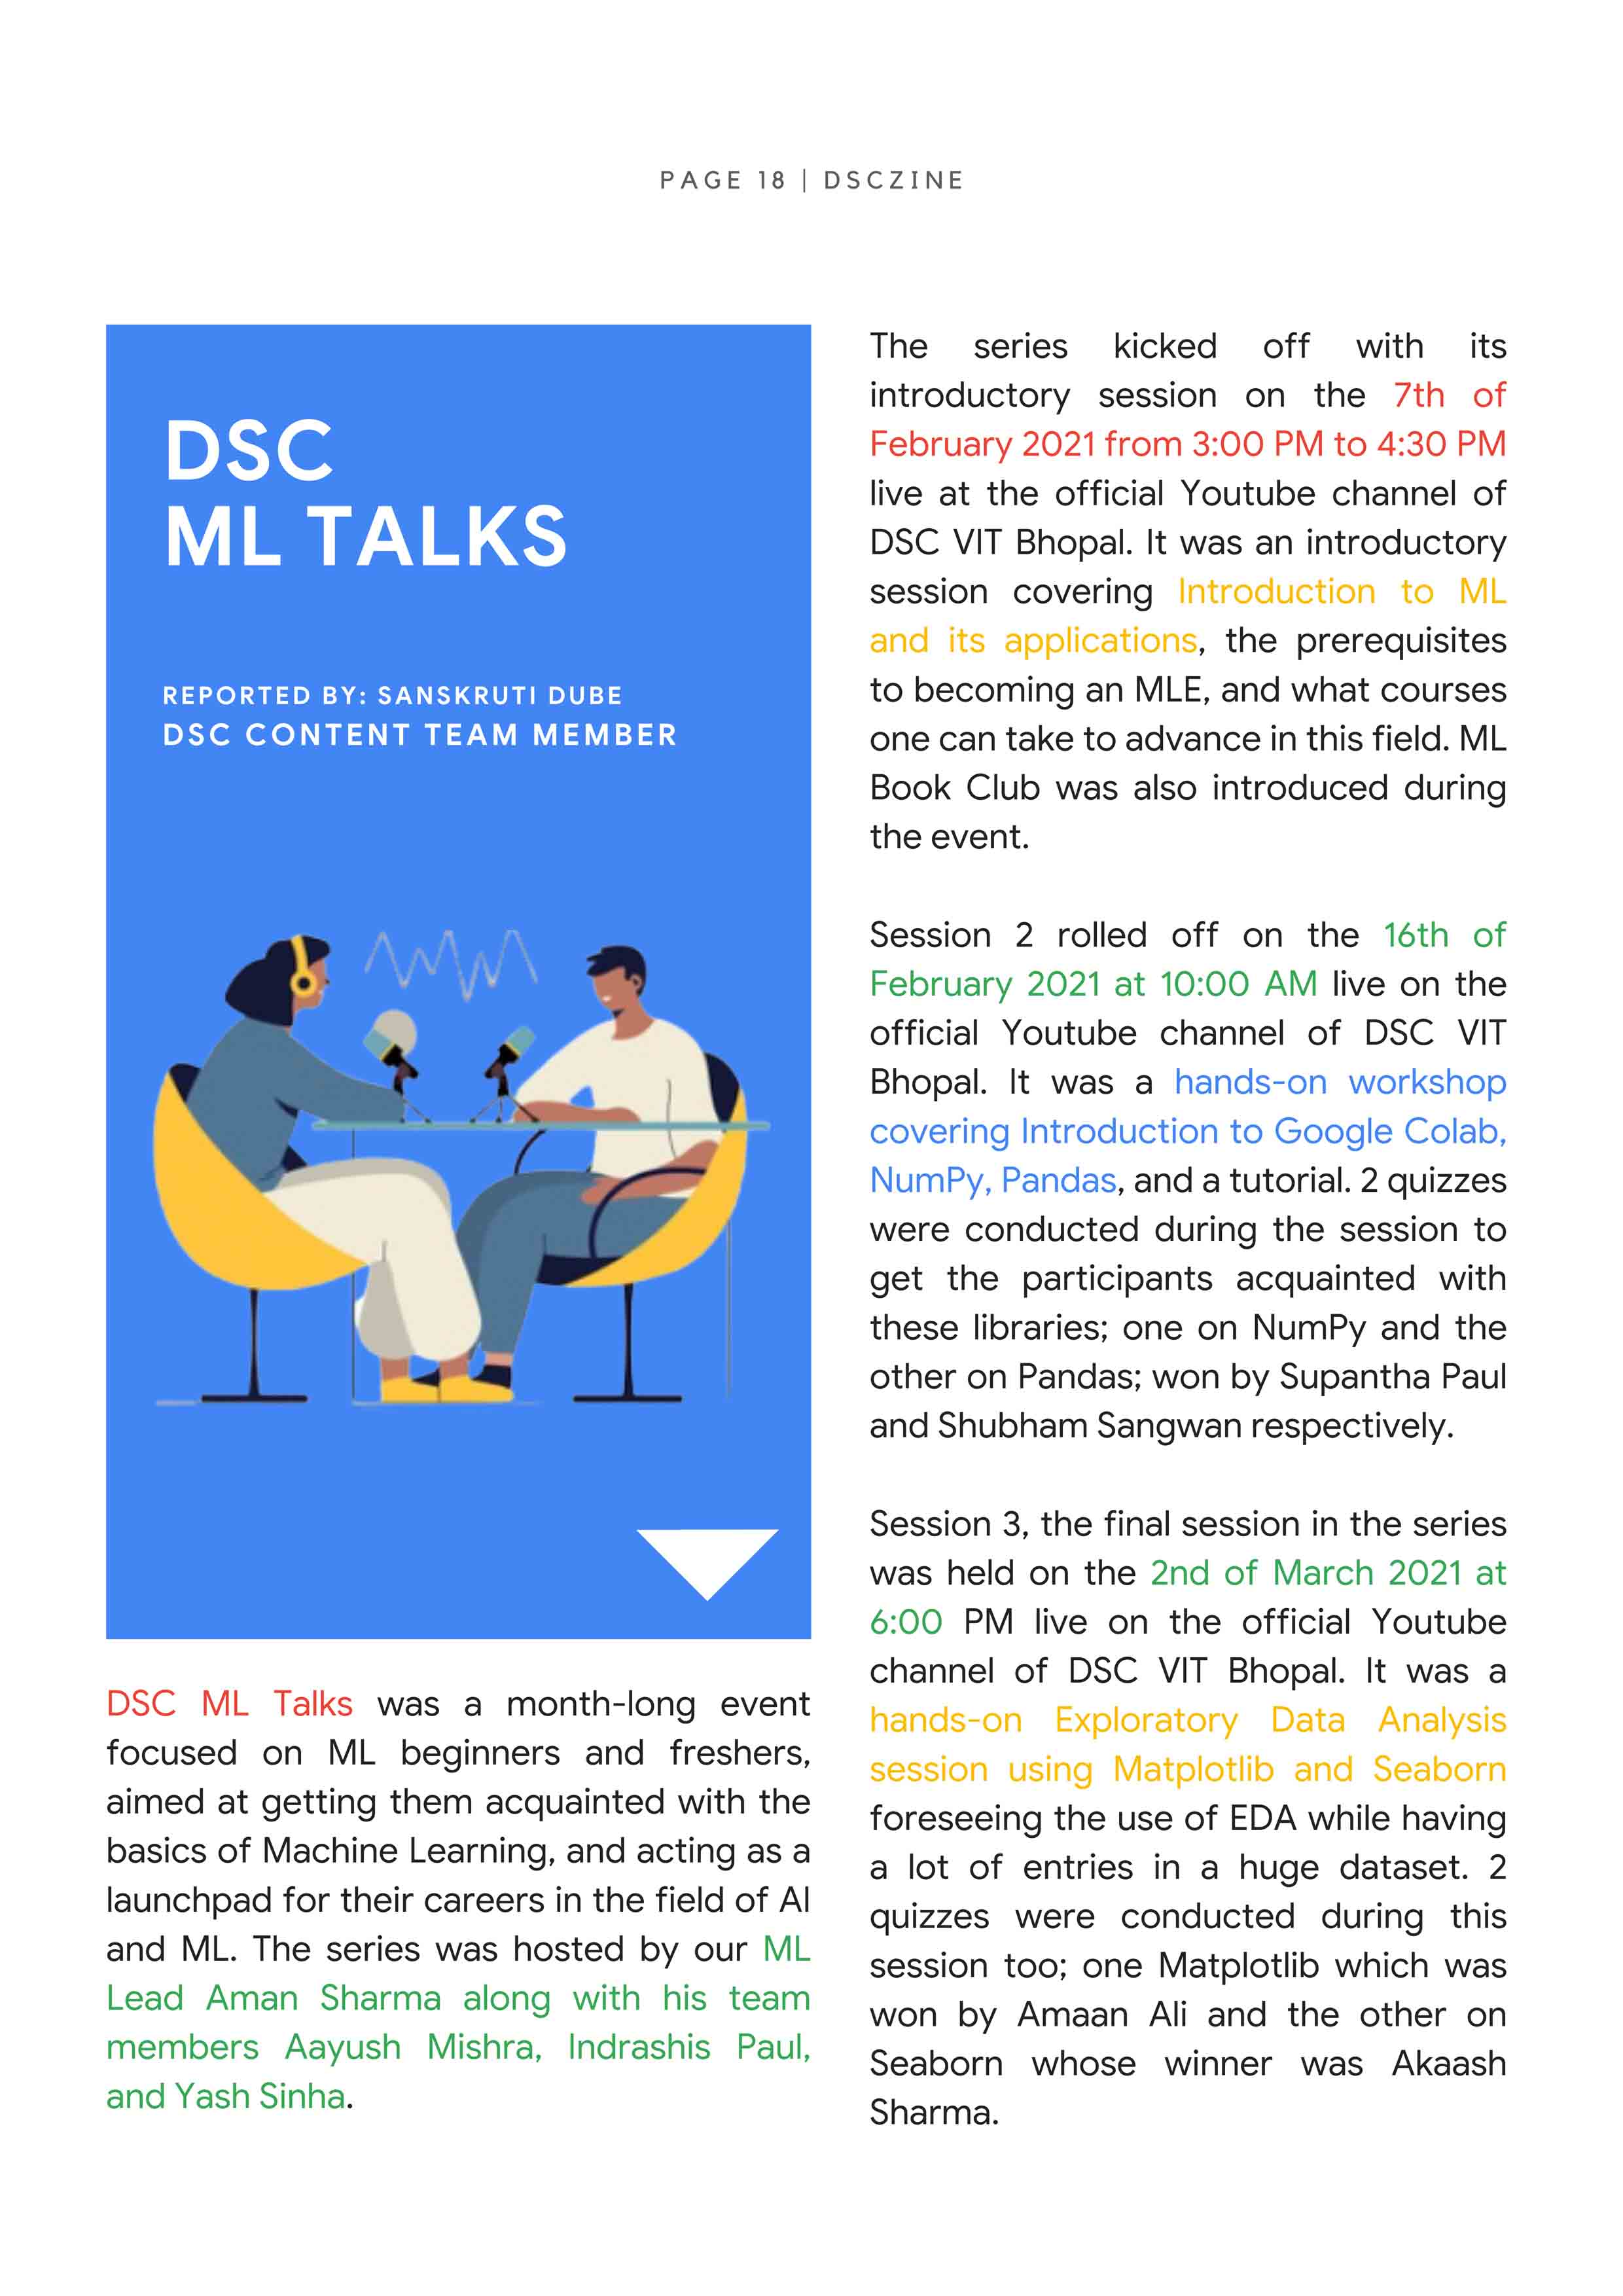 PAGE 18 | DSCZINE
DSC
ML TALKS
REPORTED BY: SANSKRUTI DUBE
DSC CONTENT TEAM MEMBER
DSC ML Talks was a month-long event
focused on ML beginners and freshers,
aimed at getting them acquainted with the
basics of Machine Learning, and acting as a
launchpad for their careers in the field of AI
and ML. The series was hosted by our ML
Lead Aman Sharma along with his team
members Aayush Mishra, Indrashis Paul,
and Yash Sinha.
The series kicked off with its
introductory session on the 7th of
February 2021 from 3:00 PM to 4:30 PM
live at the official Youtube channel of
DSC VIT Bhopal. It was an introductory
session covering Introduction to ML
and its applications, the prerequisites
to becoming an MLE, and what courses
one can take to advance in this field. ML
Book Club was also introduced during
the event.
Session 2 rolled off on the 16th of
February 2021 at 10:00 AM live on the
official Youtube channel of DSC VIT
Bhopal. It was a hands-on workshop
covering Introduction to Google Colab,
NumPy, Pandas, and a tutorial. 2 quizzes
were conducted during the session to
get the participants acquainted with
these libraries; one on NumPy and the
other on Pandas; won by Supantha Paul
and Shubham Sangwan respectively.
Session 3, the final session in the series
was held on the 2nd of March 2021 at
6:00 PM live on the official Youtube
channel of DSC VIT Bhopal. It was a
hands-on Exploratory Data Analysis
session using Matplotlib and Seaborn
foreseeing the use of EDA while having
a lot of entries in a huge dataset. 2
quizzes were conducted during this
session too; one Matplotlib which was
won by Amaan Ali and the other on
Seaborn whose winner was Akaash
Sharma.